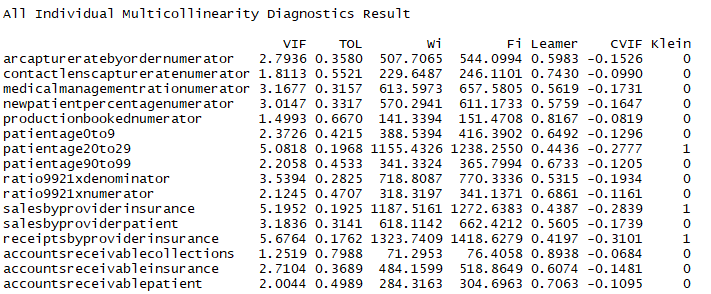 All Individual Multicollinearity Diagnostics Result
VIF TOL Wi Fi Leamer CVIF Klein
arcaptureratebyordernumerator 2.7936 0.3580 507.7065 544.0994 0.5983 -0.1526 0
contactlenscaptureratenumerator 1.8113 0.5521 229.6487 246.1101 0.7430 -0.0990 0
medicalmanagementrationumerator 3.1677 0.3157 613.5973 657.5805 0.5619 -0.1731 0
newpatientpercentagenumerator 3.0147 0.3317 570.2941 611.1733 0.5759 -0.1647 0
productionbookednumerator 1.4993 0.6670 141.3394 151.4708 0.8167 -0.0819 0
patientage0to9 2.3726 0.4215 388.5394 416.3902 0.6492 -0.1296 0
patientage20to29 5.0818 0.1968 1155.4326 1238.2550 0.4436 -0.2777 1
patientage90to99 2.2058 0.4533 341.3324 365.7994 0.6733 -0.1205 0
ratio9921xdenominator 3.5394 0.2825 718.8087 770.3336 0.5315 -0.1934 0
ratio9921xnumerator 2.1245 0.4707 318.3197 341.1371 0.6861 -0.1161 0
salesbyproviderinsurance 5.1952 0.1925 1187.5161 1272.6383 0.4387 -0.2839 1
salesbyproviderpatient 3.1836 0.3141 618.1142 662.4212 0.5605 -0.1739 0
receiptsbyproviderinsurance 5.6764 0.1762 1323.7409 1418.6279 0.4197 -0.3101 1
accountsreceivablecollections 1.2519 0.7988 71.2953 76.4058 0.8938 -0.0684 0
accountsreceivableinsurance 2.7104 0.3689 484.1599 518.8649 0.6074 -0.1481 0
accountsreceivablepatient 2.0044 0.4989 284.3163 304.6963 0.7063 -0.1095 0